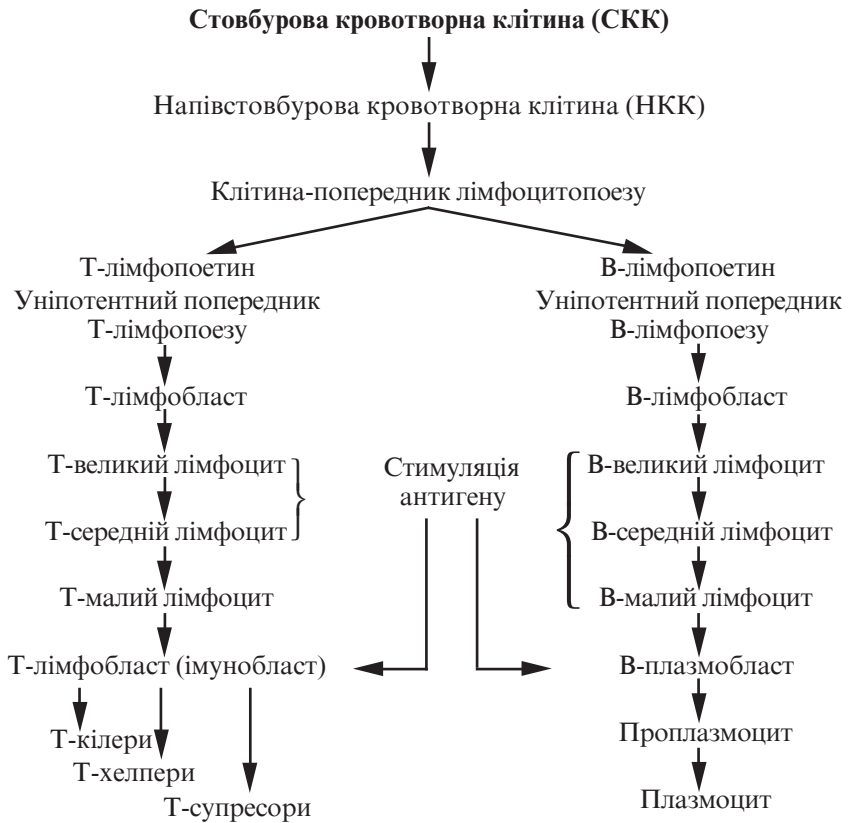 Стовбурова кровотворна клітина (СКК)
Напівстовбурова кровотворна клітина (НКК)
Клітина-попередник лімфоцитопоезу
Т-лімфопоетин
Уніпотентний попередник
Т-лімфопоезу
Т-лімфобласт
Т-великий лімфоцит
Т-середній лімфоцит
Т-малий лімфоцит
Т-лімфобласт (імунобласт)
Т-кілери
Т-хелпери
Т-супресори
Стимуляція
антигену
В-лімфопоетин
Уніпотентний попередник
В-лімфопоезу
В-лімфобласт
В-великий лімфоцит
В-середній лімфоцит
В-малий лімфоцит
В-плазмобласт
Проплазмоцит
Плазмоцит